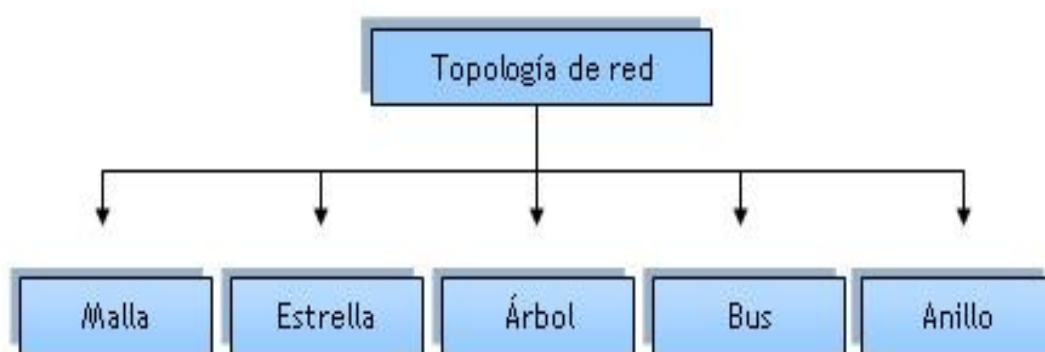 Topología de red
Malla
Estrella
Árbol
Bus
Anillo